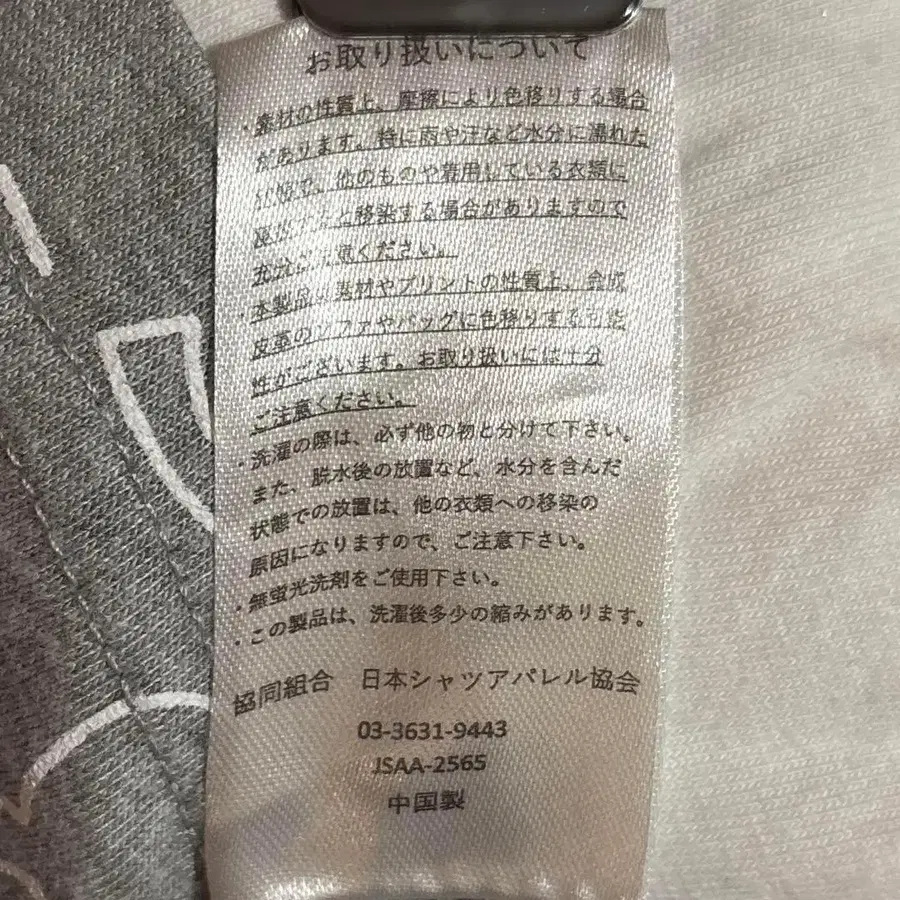 お取り扱いについて
・素材の性質上、摩擦により色移りする場合
があります。特に雨や汗など水分に濡れた
状態で、他のものや着用している衣類に
移染する場合がありますので
充分ご注意ください。
・本製品の素材やプリントの性質上、合成
皮革のソファやバッグに色移りする可能
性がございます。お取り扱いには十分
ご注意ください。
・洗濯の際は、必ず他の物と分けて下さい。
また、脱水後の放置など、水分を含んだ
状態での放置は、他の衣類への移染の
原因になりますので、ご注意下さい。
・無蛍光洗剤をご使用下さい。
・この製品は、洗濯後多少の縮みがあります。
協同組合　日本シャツアパレル協会
03-3631-9443
JSAA-2565
中国製